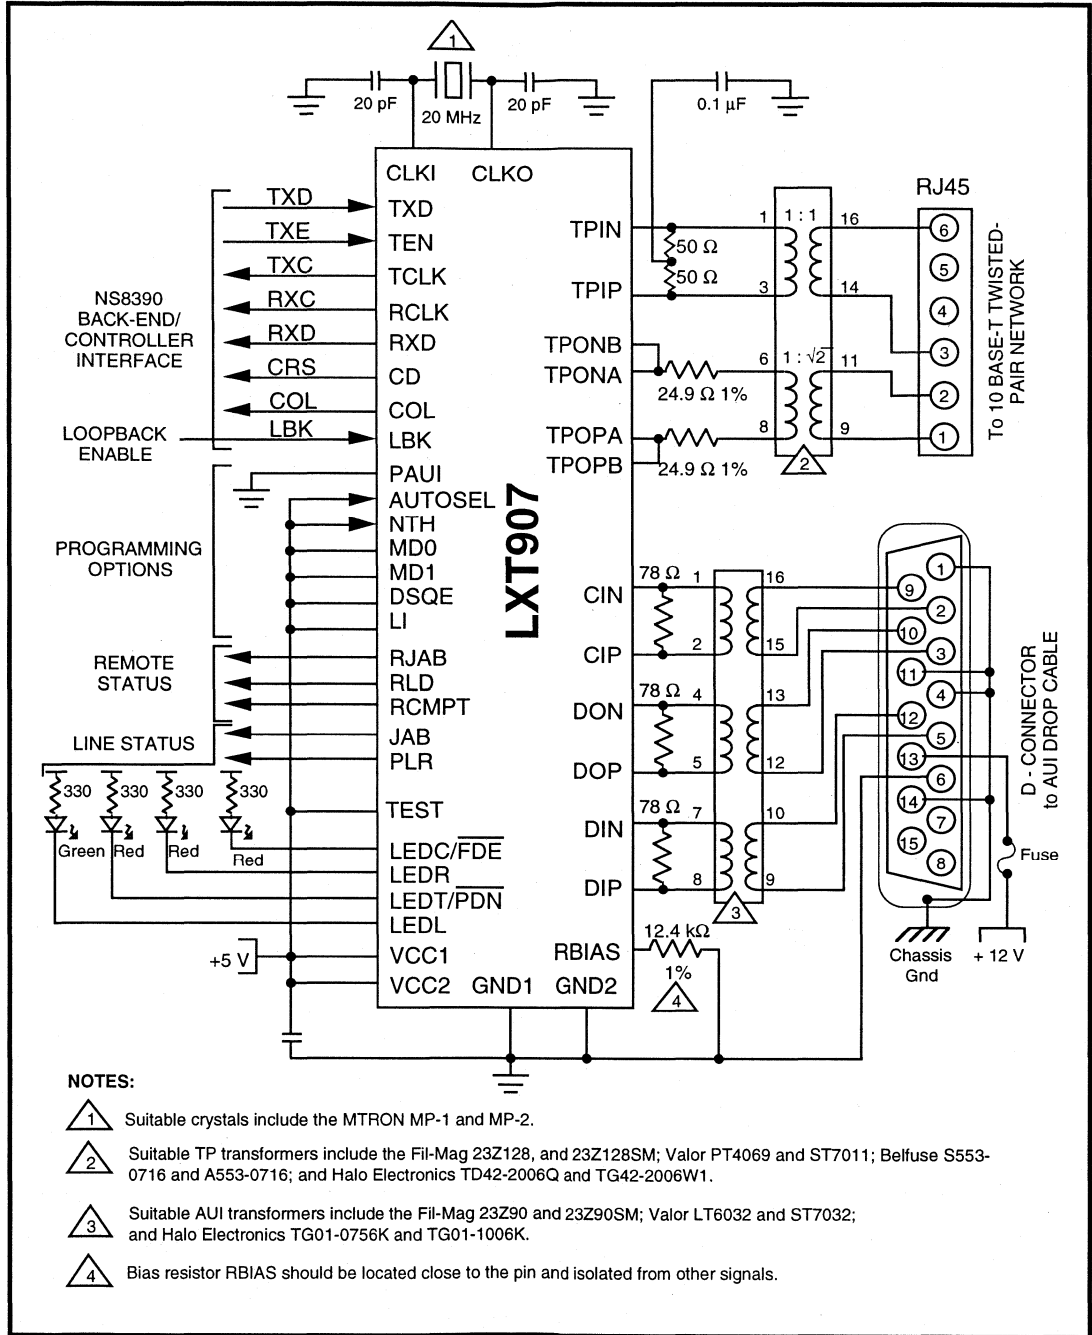 1
20 pF
20 MHz
20 pF
0.1 µF
CLKI CLKO
RJ45
TXD
TXE
TXC
RXC
RXD
CRS
COL
LBK
NS8390
BACK-END/
CONTROLLER
INTERFACE
LOOPBACK
ENABLE
PROGRAMMING
OPTIONS
REMOTE
STATUS
LINE STATUS
TXD
TEN
TCLK
RCLK
RXD
CD
COL
LBK
PAUI
AUTOSEL
NTH
MD0
MD1
DSQE
LI
RJAB
RLD
RCMPT
JAB
PLR
TEST
LEDC/FDE
LEDR
LEDT/PDN
LEDL
VCC1
VCC2
GND1
GND2
LXT907
330
330
330
330
Green
Red
Red
Red
+5 V
TPIN
TPIP
TPONB
TPONA
TPOPA
TPOPB
CIN
CIP
DON
DOP
DIN
DIP
RBIAS
50 Ω
50 Ω
24.9 Ω 1%
24.9 Ω 1%
1
1 : 1
16
3
14
6
1 : √2
11
8
9
2
6
5
4
3
2
1
To 10 BASE-T TWISTED-
PAIR NETWORK
78 Ω
1
16
2
15
78 Ω
4
13
5
12
78 Ω
7
10
8
9
3
12.4 kΩ
1%
4
1
9
2
10
3
11
4
12
5
13
6
14
7
15
8
D - CONNECTOR
to AUI DROP CABLE
Fuse
Chassis
Gnd
+ 12 V
NOTES:
1 Suitable crystals include the MTRON MP-1 and MP-2.
2 Suitable TP transformers include the Fil-Mag 23Z128, and 23Z128SM; Valor PT4069 and ST7011; Belfuse S553-
0716 and A553-0716; and Halo Electronics TD42-2006Q and TG42-2006W1.
3 Suitable AUI transformers include the Fil-Mag 23Z90 and 23Z90SM; Valor LT6032 and ST7032;
and Halo Electronics TG01-0756K and TG01-1006K.
4 Bias resistor RBIAS should be located close to the pin and isolated from other signals.